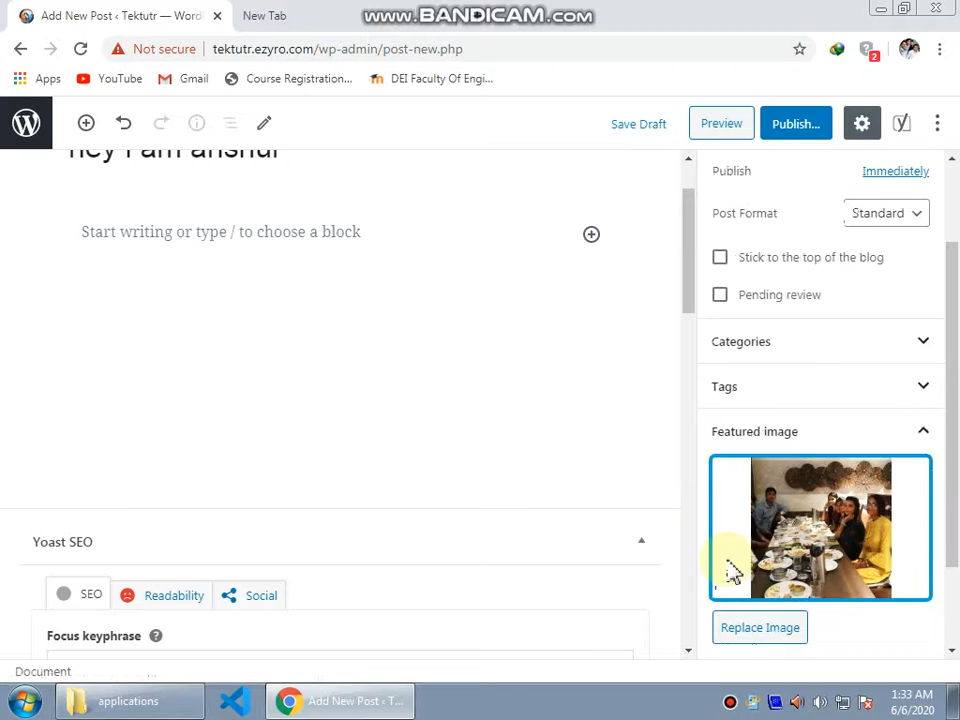 Add New Post ‹ Tektutr — Word
New Tab
www.BANDICAM.com
Not secure
tektutr.ezyro.com/wp-admin/post-new.php
2
Apps
YouTube
Gmail
Course Registration...
DEI Faculty Of Engi...
Save Draft
Preview
Publish...
hey I am anshul
Start writing or type / to choose a block
Publish
Immediately
Post Format
Standard
Stick to the top of the blog
Pending review
Categories
Tags
Featured image
Replace Image
Yoast SEO
SEO
Readability
Social
Focus keyphrase
Document
applications
Add New Post ‹ T...
1:33 AM
6/6/2020